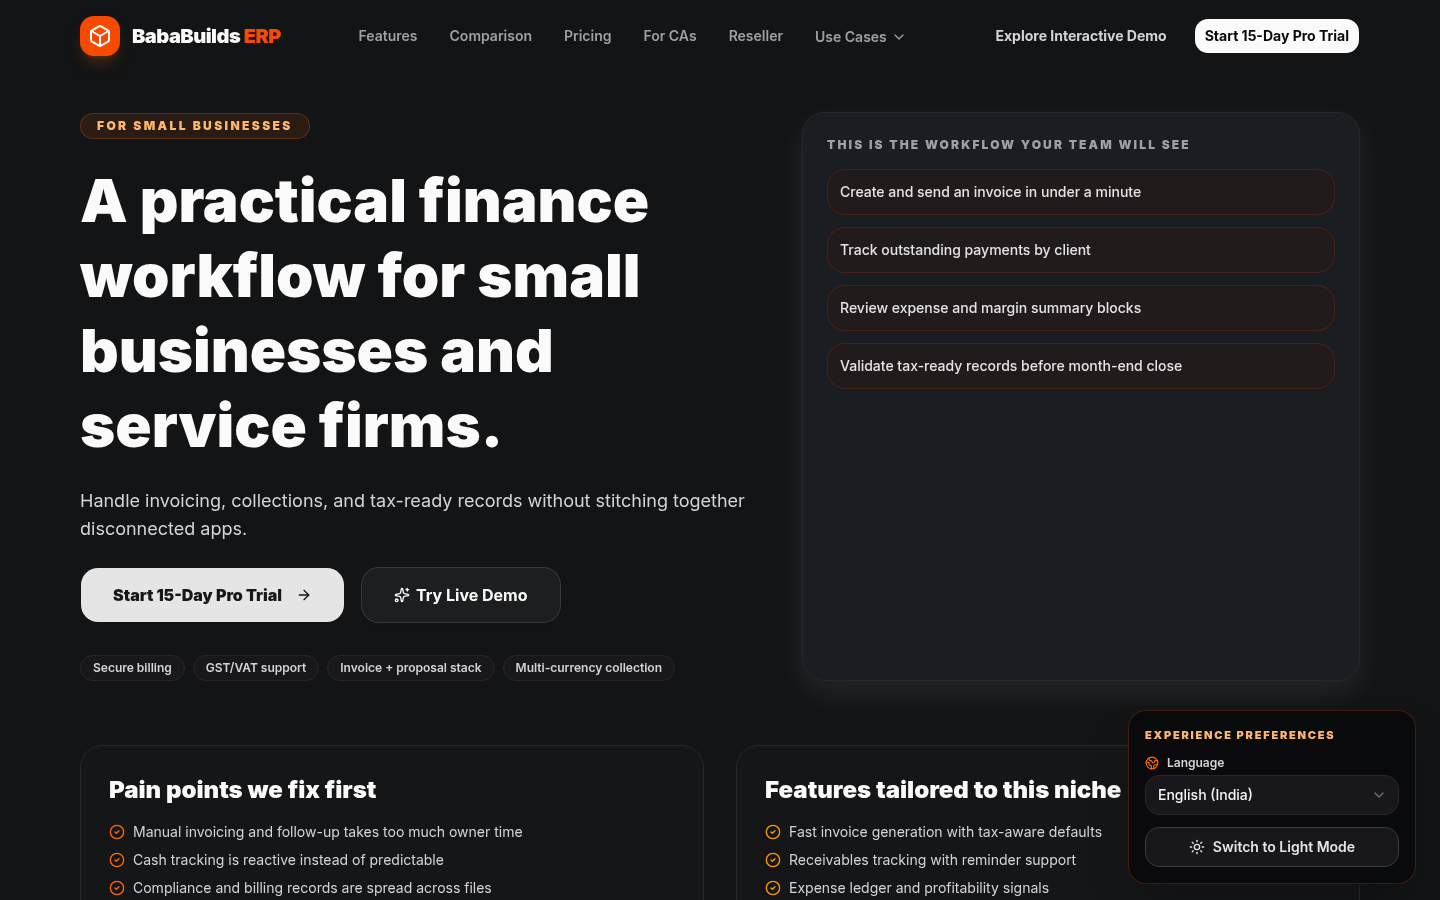 BabaBuilds ERP
Features
Comparison
Pricing
For CAs
Reseller
Use Cases
Explore Interactive Demo
Start 15-Day Pro Trial
FOR SMALL BUSINESSES
A practical finance
workflow for small
businesses and
service firms.
Handle invoicing, collections, and tax-ready records without stitching together
disconnected apps.
Start 15-Day Pro Trial
Try Live Demo
Secure billing
GST/VAT support
Invoice + proposal stack
Multi-currency collection
THIS IS THE WORKFLOW YOUR TEAM WILL SEE
Create and send an invoice in under a minute
Track outstanding payments by client
Review expense and margin summary blocks
Validate tax-ready records before month-end close
Pain points we fix first
Manual invoicing and follow-up takes too much owner time
Cash tracking is reactive instead of predictable
Compliance and billing records are spread across files
Features tailored to this niche
Fast invoice generation with tax-aware defaults
Receivables tracking with reminder support
Expense ledger and profitability signals
EXPERIENCE PREFERENCES
Language
English (India)
Switch to Light Mode